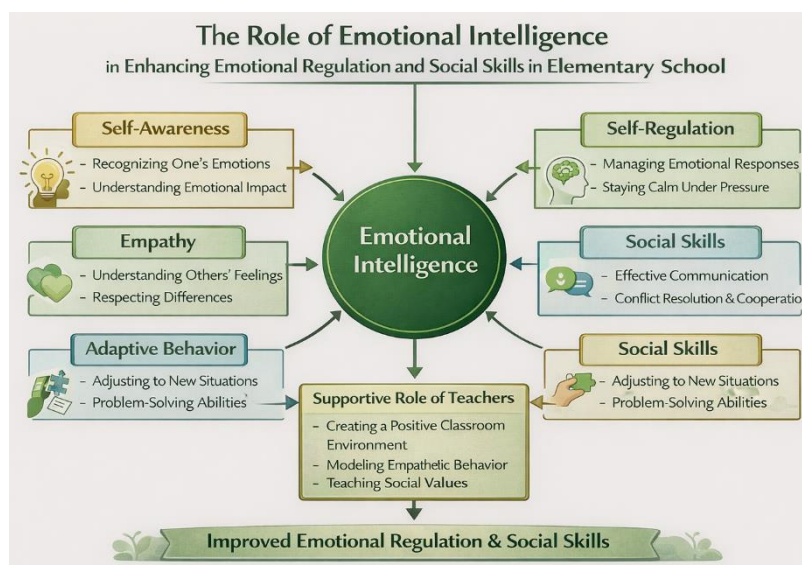 The Role of Emotional Intelligence
in Enhancing Emotional Regulation and Social Skills in Elementary School
Self-Awareness
- Recognizing One's Emotions
- Understanding Emotional Impact
Self-Regulation
- Managing Emotional Responses
- Staying Calm Under Pressure
Emotional
Intelligence
Empathy
- Understanding Others' Feelings
- Respecting Differences
Social Skills
- Effective Communication
- Conflict Resolution & Cooperatio
Adaptive Behavior
- Adjusting to New Situations
- Problem-Solving Abilities
Social Skills
- Adjusting to New Situations
- Problem-Solving Abilities
Supportive Role of Teachers
- Creating a Positive Classroom
Environment
- Modeling Empathetic Behavior
- Teaching Social Values
Improved Emotional Regulation & Social Skills